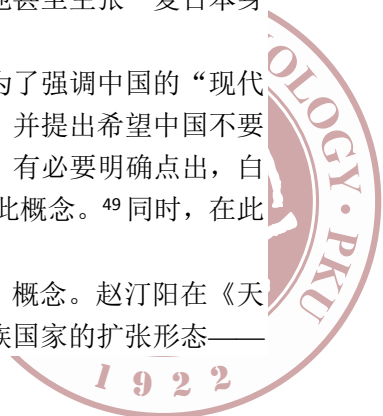 他甚至主张“复日本身
为了强调中国的“现代
并提出希望中国不要
有必要明确点出，白
此概念。49 同时，在此
概念。赵汀阳在《天
族国家的扩张形态——
OLOGY · PKU
1922